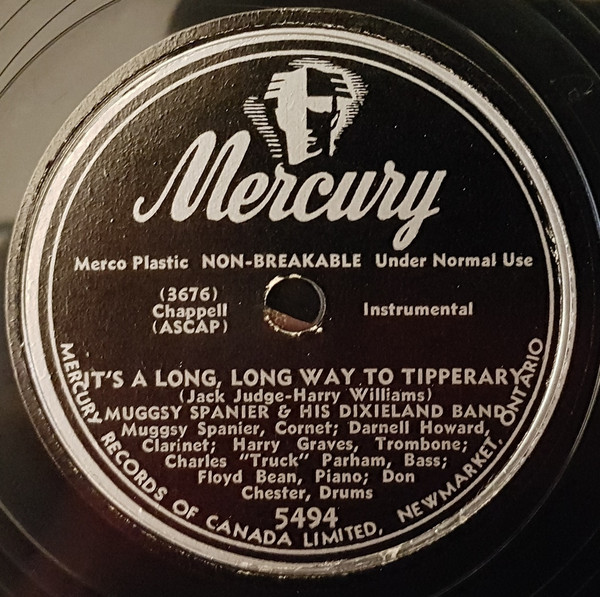 Mercury
Merco Plastic NON-BREAKABLE Under Normal Use
(3676)
Chappell
(ASCAP)
Instrumental
IT'S A LONG, LONG WAY TO TIPPERARY
(Jack Judge-Harry Williams)
MUGGSY SPANIER & HIS DIXIELAND BAND
Muggsy Spanier, Cornet; Darnell Howard,
Clarinet; Harry Graves, Trombone;
Charles "Truck" Parham, Bass;
Floyd Bean, Piano; Don
Chester, Drums
5494
MERCURY RECORDS OF CANADA LIMITED, NEWMARKET, ONTARIO